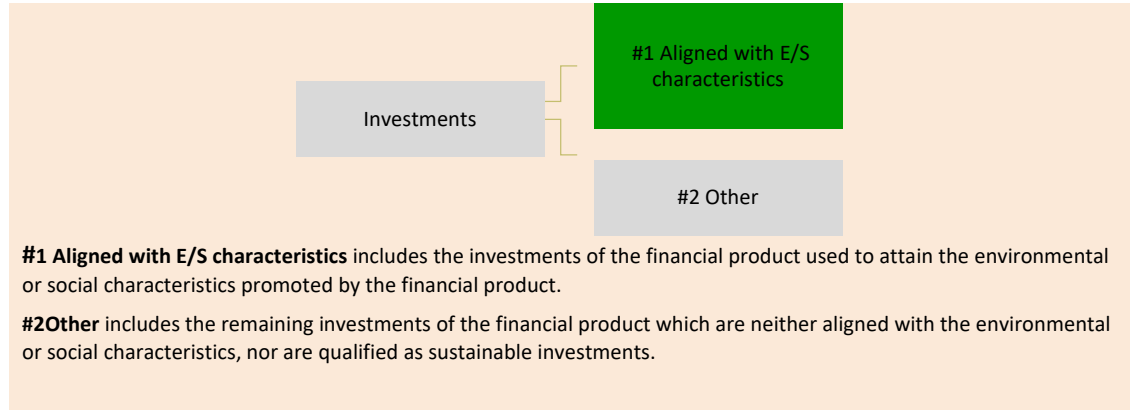 #1 Aligned with E/S
characteristics
Investments
#2 Other
#1 Aligned with E/S characteristics includes the investments of the financial product used to attain the environmental
or social characteristics promoted by the financial product.
#2Other includes the remaining investments of the financial product which are neither aligned with the environmental
or social characteristics, nor are qualified as sustainable investments.